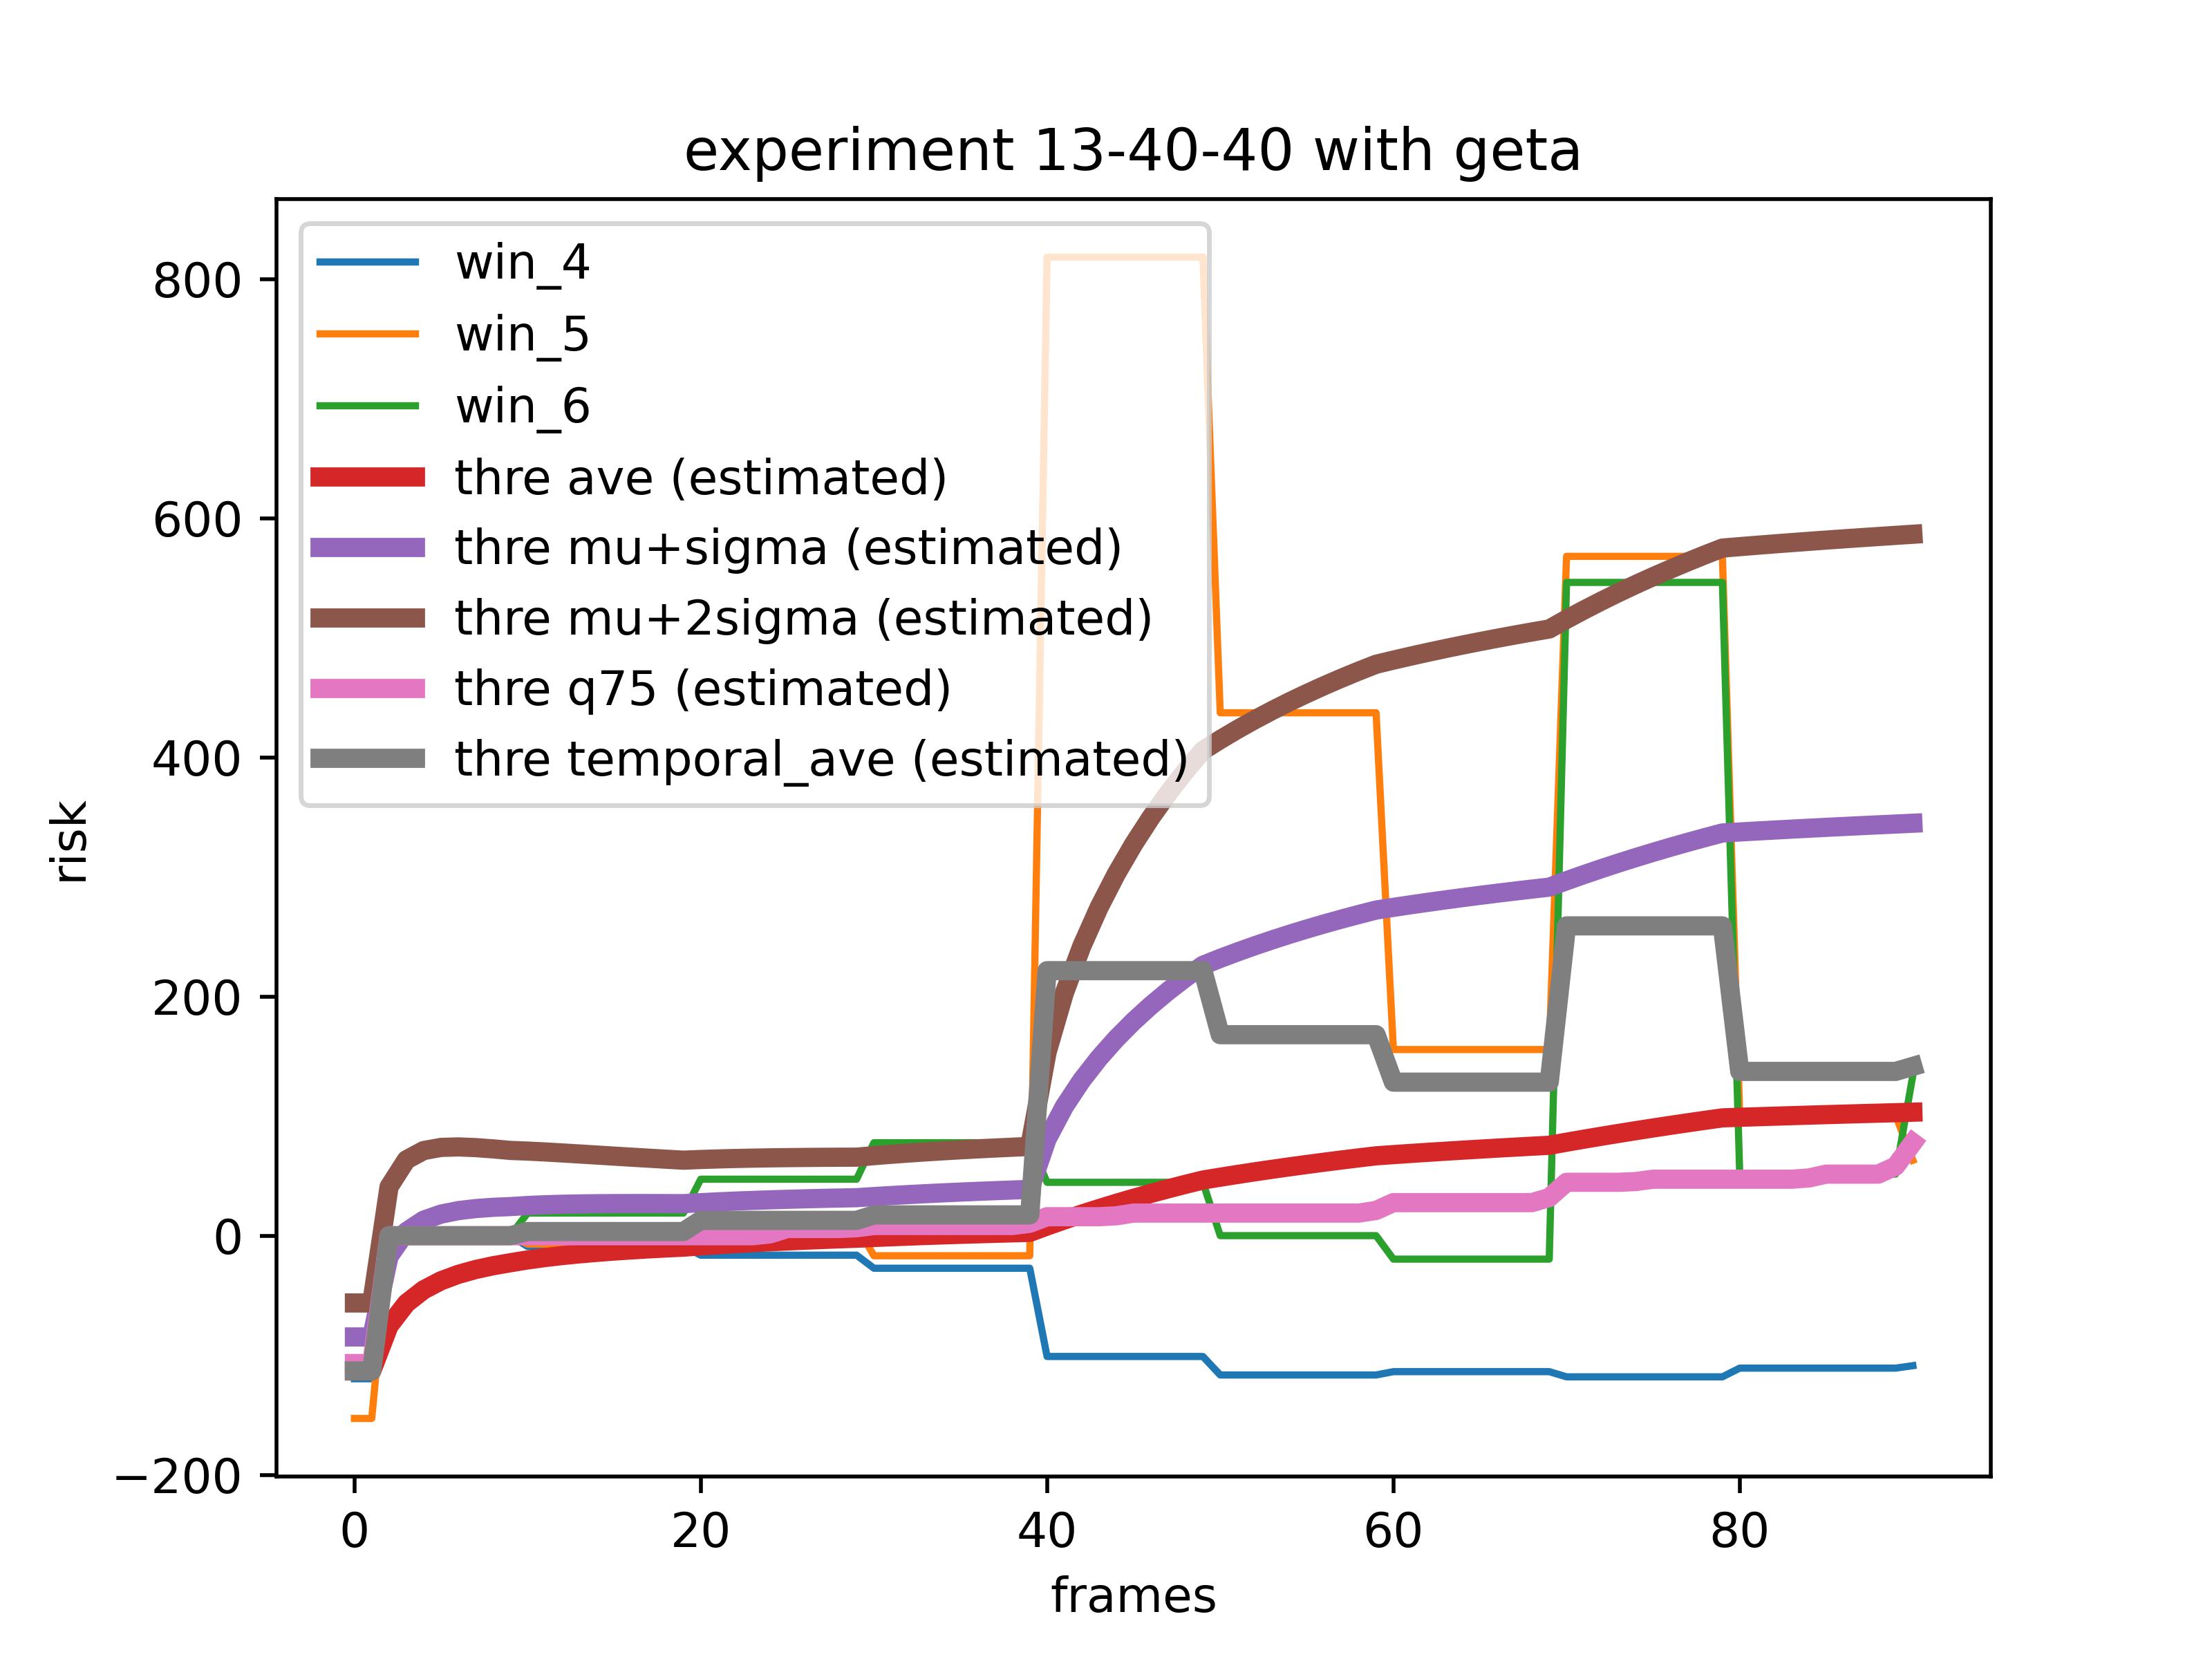 experiment 13-40-40 with geta
win_4
win_5
win_6
thre ave (estimated)
thre mu+sigma (estimated)
thre mu+2sigma (estimated)
thre q75 (estimated)
thre temporal_ave (estimated)
800
600
400
200
0
−200
risk
0 20 40 60 80
frames